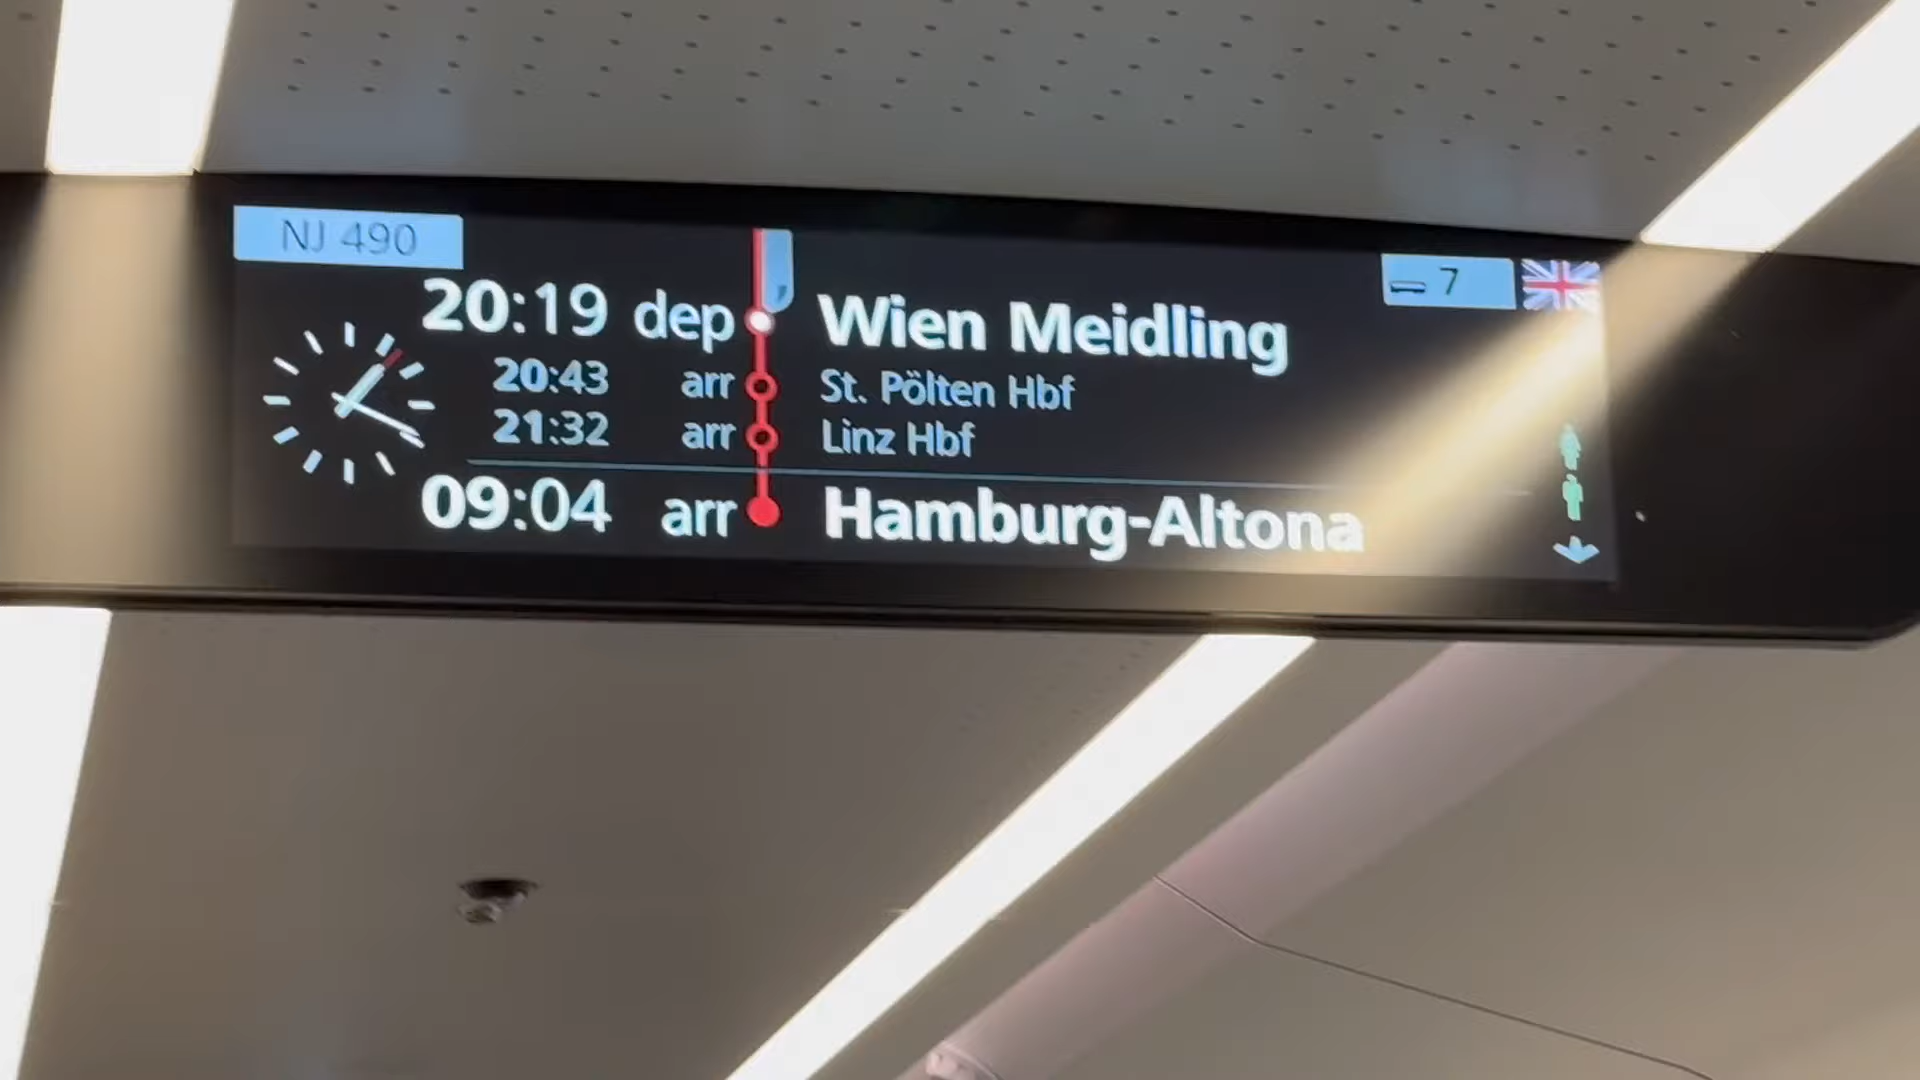 NJ 490
7
20:19 dep Wien Meidling
20:43 arr St. Pölten Hbf
21:32 arr Linz Hbf
09:04 arr Hamburg-Altona